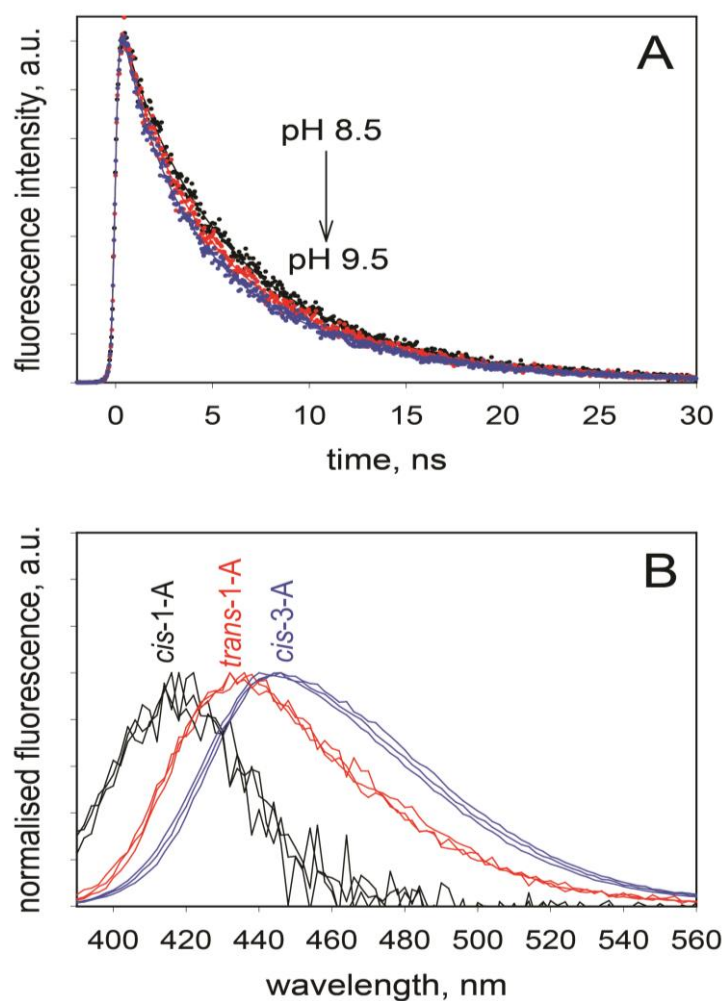 A
fluorescence intensity, a.u.
pH 8.5
pH 9.5
0 5 10 15 20 25 30
time, ns
B
normalised fluorescence, a.u.
cis-1-A
trans-1-A
cis-3-A
400 420 440 460 480 500 520 540 560
wavelength, nm